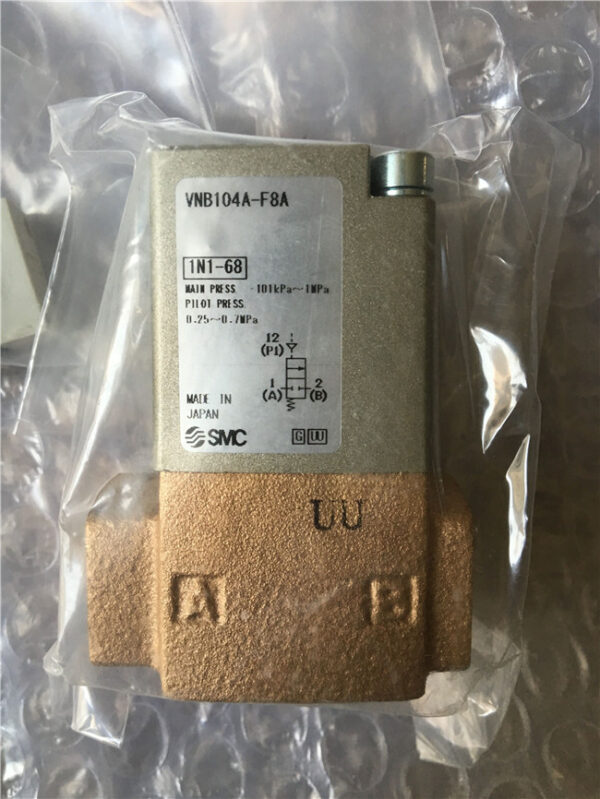 VNB104A-F8A
1N1-68
MAIN PRESS -101kPa~1MPa
PILOT PRESS.
0.25~0.7MPa
12
(P1)
1 2
(A) (B)
MADE IN
JAPAN
SMC G UU
UU
A B